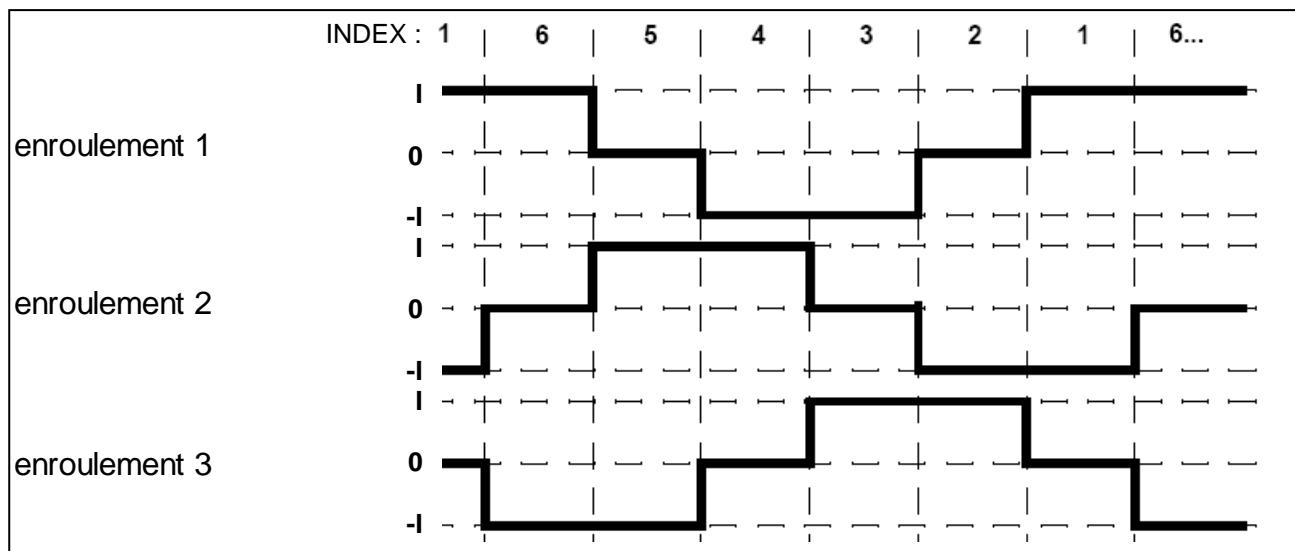 INDEX : 1 6 5 4 3 2 1 6...
I
enroulement 1
0
-I
I
enroulement 2
0
-I
I
enroulement 3
0
-I